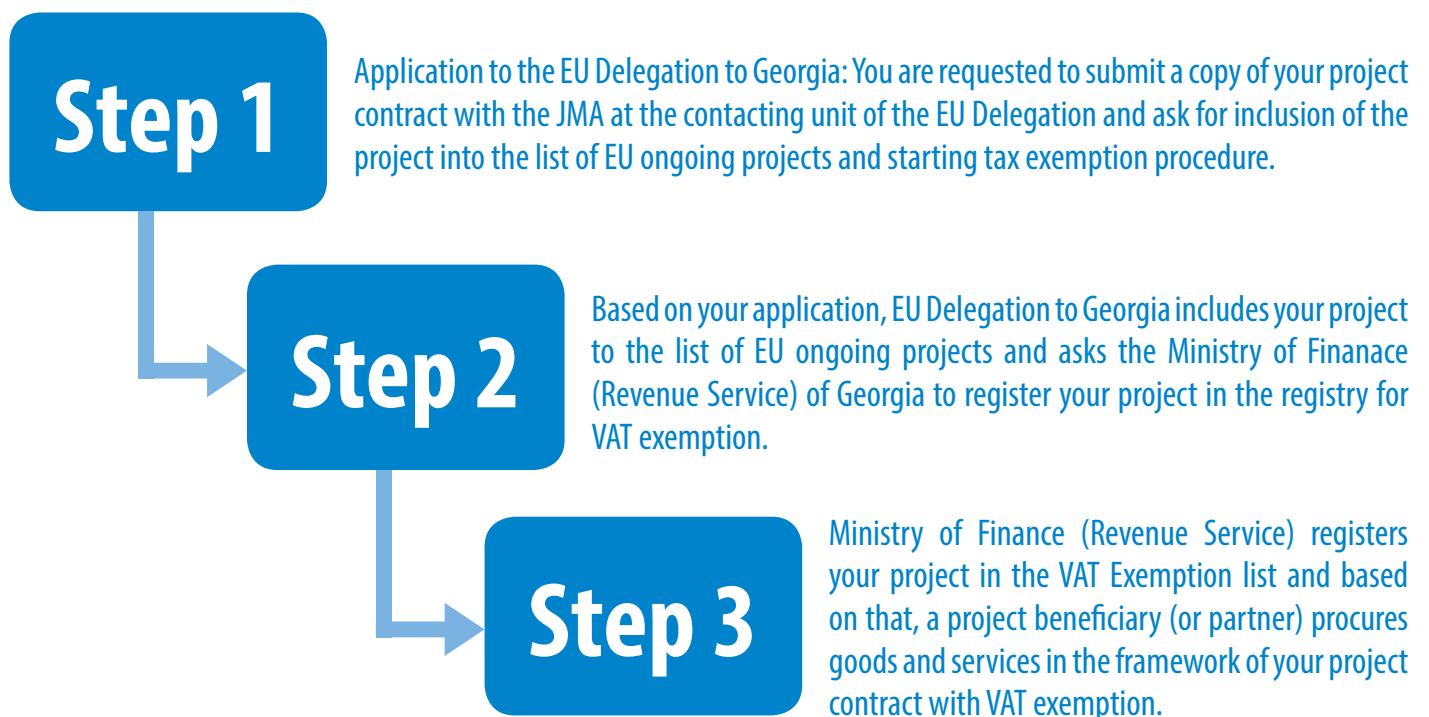 Step 1
Application to the EU Delegation to Georgia: You are requested to submit a copy of your project
contract with the JMA at the contacting unit of the EU Delegation and ask for inclusion of the
project into the list of EU ongoing projects and starting tax exemption procedure.
Step 2
Based on your application, EU Delegation to Georgia includes your project
to the list of EU ongoing projects and asks the Ministry of Finanace
(Revenue Service) of Georgia to register your project in the registry for
VAT exemption.
Step 3
Ministry of Finance (Revenue Service) registers
your project in the VAT Exemption list and based
on that, a project beneficiary (or partner) procures
goods and services in the framework of your project
contract with VAT exemption.